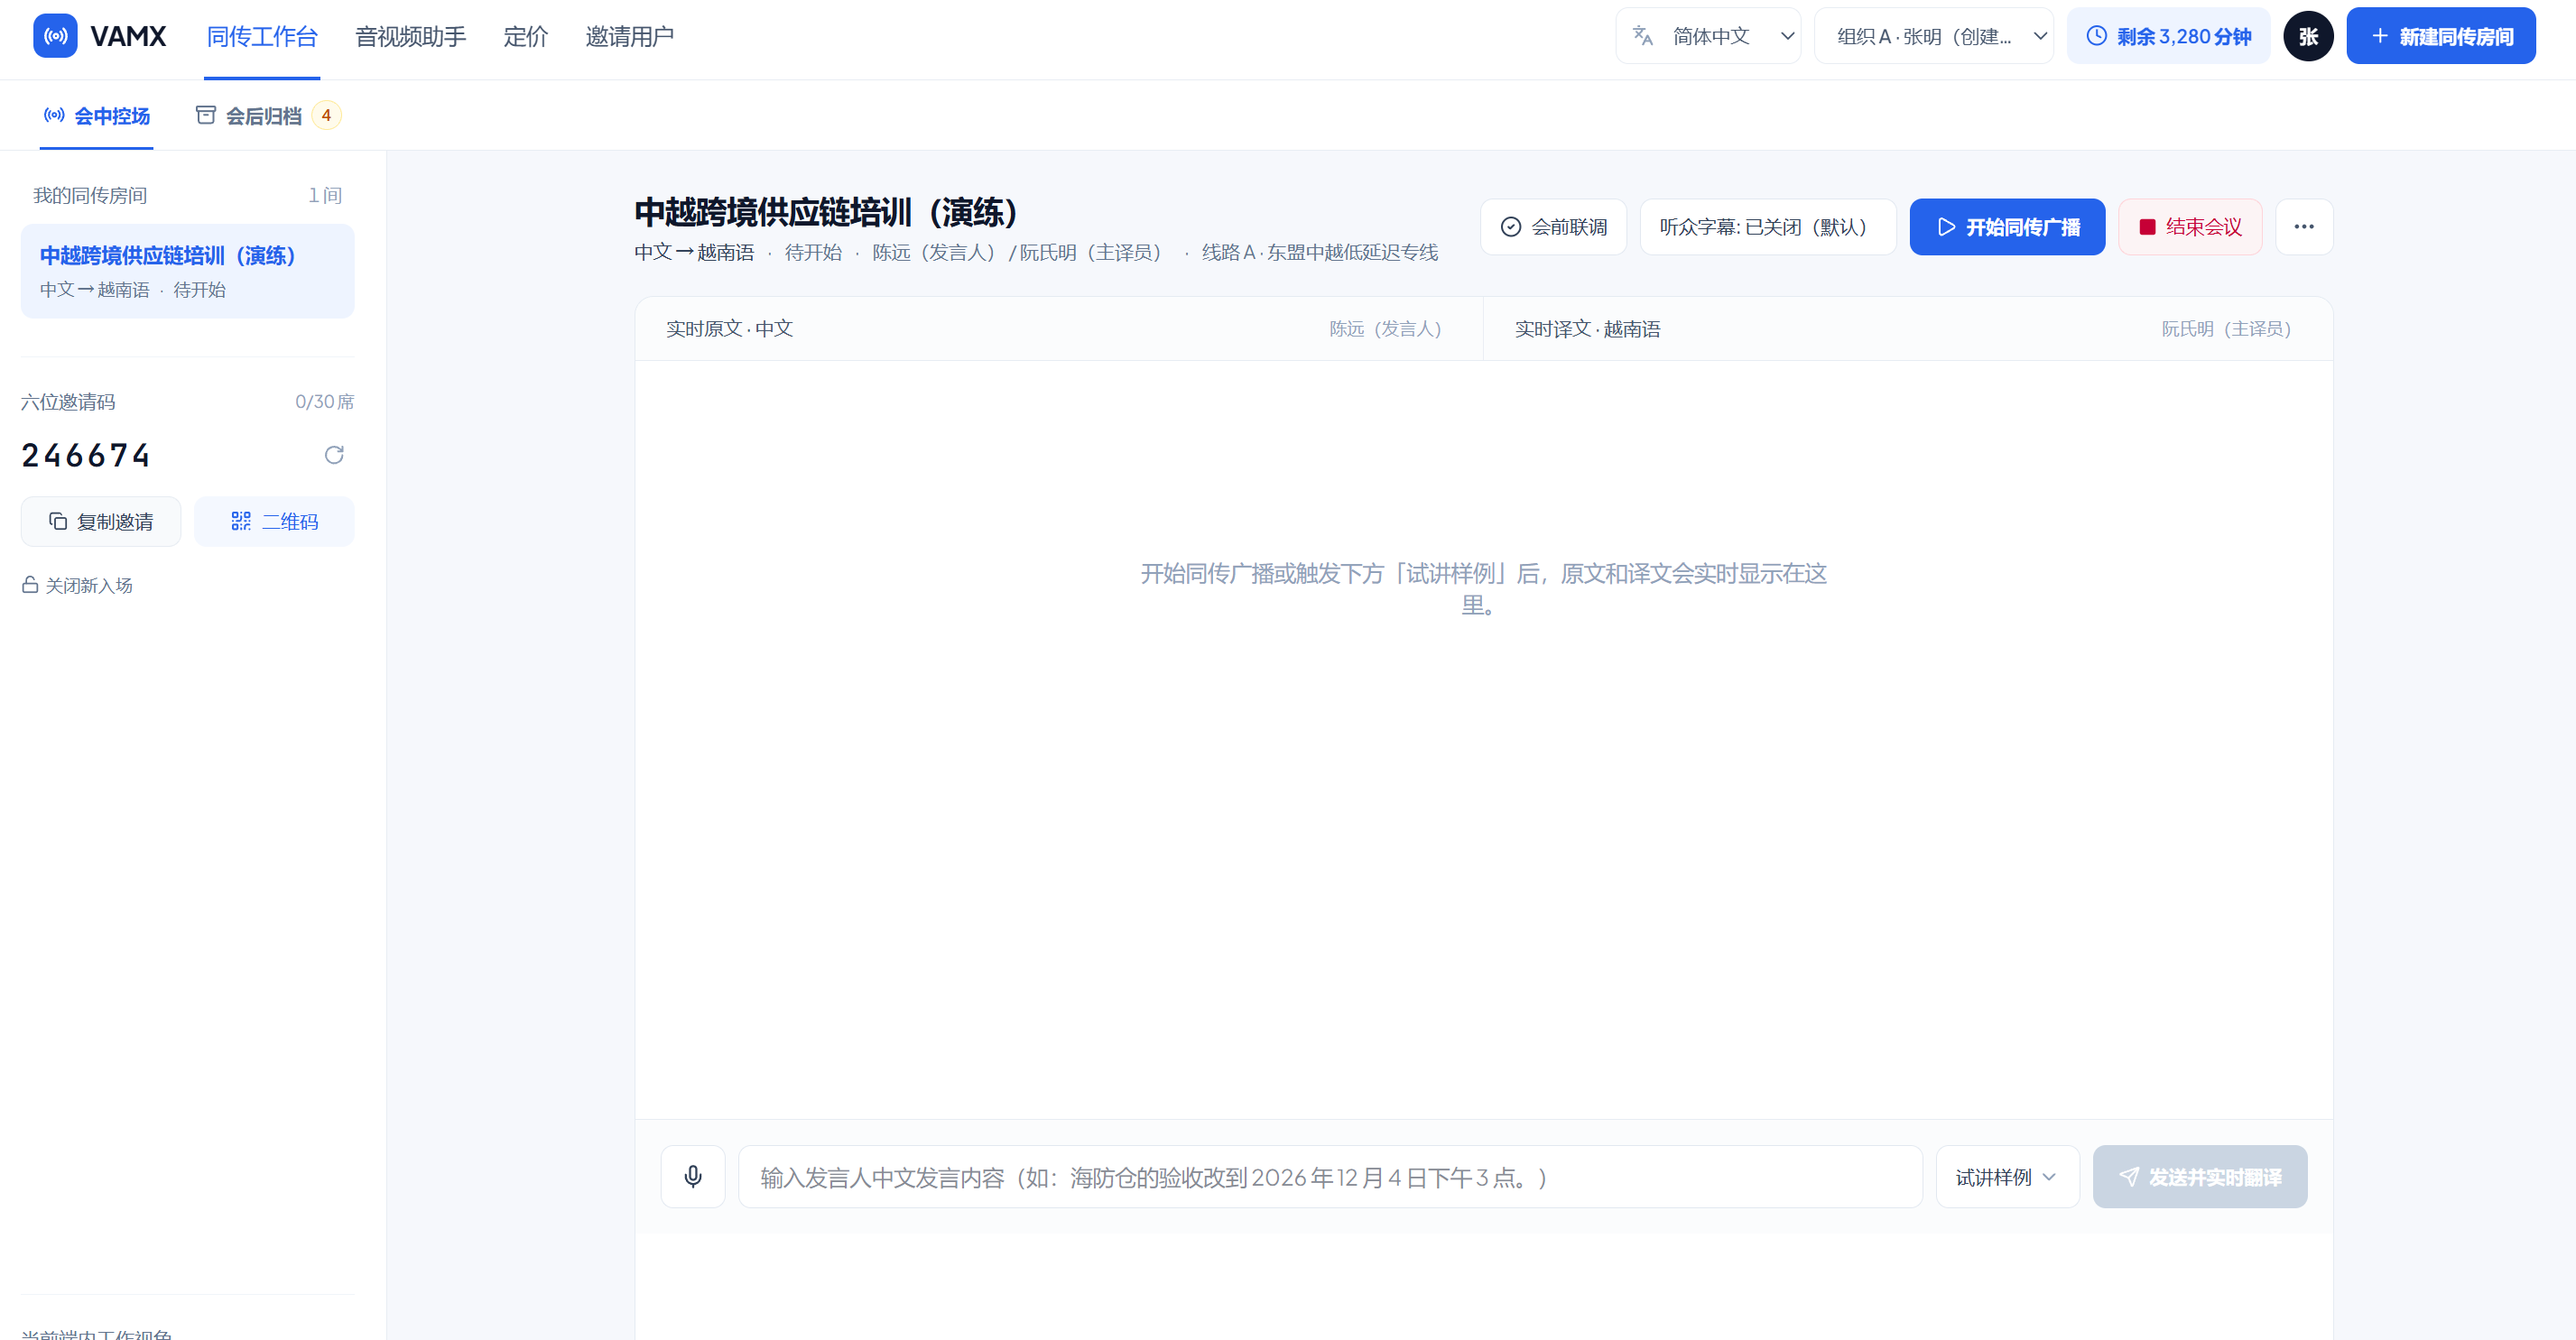 VAMX 同传工作台 音视频助手 定价 邀请用户 简体中文 组织 A · 张明（创建... 剩余 3,280 分钟 张 新建同传房间
会中控场 会后归档 4
我的同传房间 1 间
中越跨境供应链培训（演练）
中文 → 越南语 · 待开始
六位邀请码 0/30 席
246674
复制邀请 二维码
关闭新入场
当前端内工作视角
中越跨境供应链培训（演练）
中文 → 越南语 · 待开始 · 陈远（发言人） / 阮氏明（主译员） · 线路 A · 东盟中越低延迟专线
会前联调 听众字幕: 已关闭（默认） 开始同传广播 结束会议
实时原文 · 中文 陈远（发言人） 实时译文 · 越南语 阮氏明（主译员）
开始同传广播或触发下方「试讲样例」后，原文和译文会实时显示在这
里。
输入发言人中文发言内容（如：海防仓的验收改到 2026 年 12 月 4 日下午 3 点。） 试讲样例 发送并实时翻译